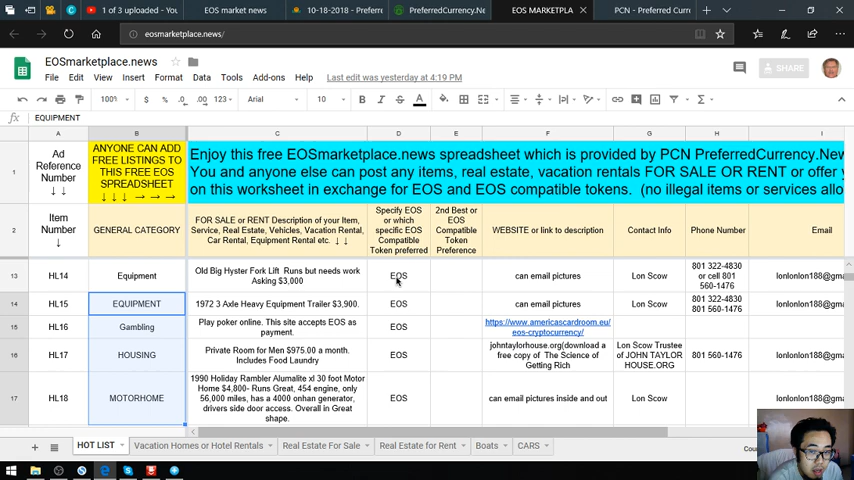 1 of 3 uploaded - You
EOS market news
10-18-2018 - Preferre
PreferredCurrency.Ne
EOS MARKETPLA
PCN - Preferred Curre
eosmarketplace.news/
EOSmarketplace.news
File Edit View Insert Format Data Tools Add-ons Help Last edit was yesterday at 4:19 PM
SHARE
100% $ % .0 .00 123 Arial 10 B I S A
fx EQUIPMENT
A B C D E F G H I
1 Ad Reference Number ↓ ↓
ANYONE CAN ADD FREE LISTINGS TO THIS FREE EOS SPREADSHEET ↓ ↓ ↓ → → →
Enjoy this free EOSmarketplace.news spreadsheet which is provided by PCN PreferredCurrency.New
You and anyone else can post any items, real estate, vacation rentals FOR SALE OR RENT or offer y
on this worksheet in exchange for EOS and EOS compatible tokens. (no illegal items or services allo
2 Item Number ↓
GENERAL CATEGORY
FOR SALE or RENT Description of your Item, Service, Real Estate, Vehicles, Vacation Rental, Car Rental, Equipment Rental etc. ↓ ↓
Specify EOS or which specific EOS Compatible Token preferred
2nd Best or EOS Compatible Token Preference
WEBSITE or link to description
Contact Info
Phone Number
Email
13 HL14 Equipment Old Big Hyster Fork Lift Runs but needs work Asking $3,000 EOS can email pictures Lon Scow 801 322-4830 or cell 801 560-1476 lonlonlon188@gma
14 HL15 EQUIPMENT 1972 3 Axle Heavy Equipment Trailer $3,900. EOS can email pictures Lon Scow 801 322-4830 801 560-1476 lonlonlon188@gma
15 HL16 Gambling Play poker online. This site accepts EOS as payment. EOS https://www.americascardroom.eu/eos-cryptocurrency/
16 HL17 HOUSING Private Room for Men $975.00 a month. Includes Food Laundry EOS johntaylorhouse.org(download a free copy of The Science of Getting Rich Lon Scow Trustee of JOHN TAYLOR HOUSE.ORG 801 560-1476 lonlonlon188@gma
17 HL18 MOTORHOME 1990 Holiday Rambler Alumalite xl 30 foot Motor Home $4,800- Runs Great, 454 engine, only 56,000 miles, has a 4000 onhan generator, drivers side door access. Overall in Great shape. EOS can email pictures inside and out Lon Scow lonlonlon188@gma
HOT LIST Vacation Homes or Hotel Rentals Real Estate For Sale Real Estate for Rent Boats CARS